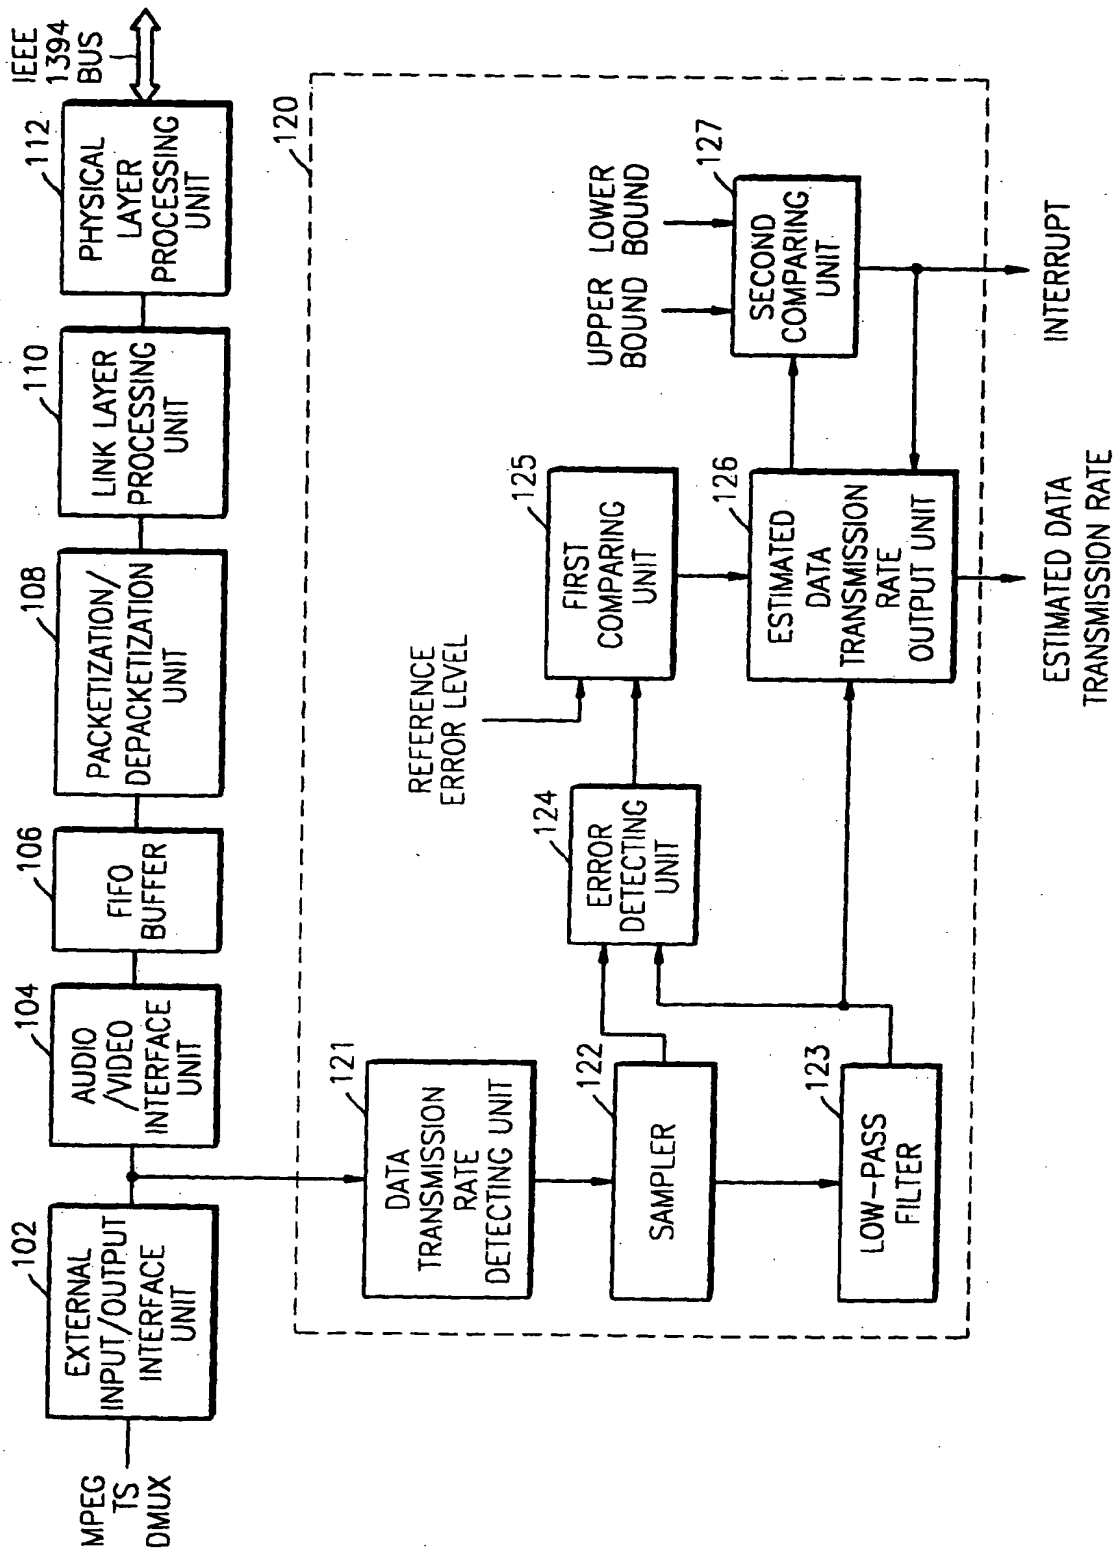 MPEG
TS
DMUX
102
EXTERNAL
INPUT/OUTPUT
INTERFACE
UNIT
104
AUDIO
/VIDEO
INTERFACE
UNIT
106
FIFO
BUFFER
108
PACKETIZATION/
DEPACKETIZATION
UNIT
110
LINK LAYER
PROCESSING
UNIT
112
PHYSICAL
LAYER
PROCESSING
UNIT
IEEE
1394
BUS
120
121
DATA
TRANSMISSION
RATE
DETECTING UNIT
122
SAMPLER
123
LOW-PASS
FILTER
124
ERROR
DETECTING
UNIT
REFERENCE
ERROR LEVEL
125
FIRST
COMPARING
UNIT
126
ESTIMATED
DATA
TRANSMISSION
RATE
OUTPUT UNIT
UPPER
BOUND
LOWER
BOUND
127
SECOND
COMPARING
UNIT
ESTIMATED DATA
TRANSMISSION RATE
INTERRUPT